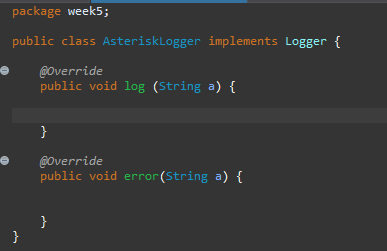 package week5;
public class AsteriskLogger implements Logger {
@Override
public void log (String a) {
}
@Override
public void error(String a) {
}
}